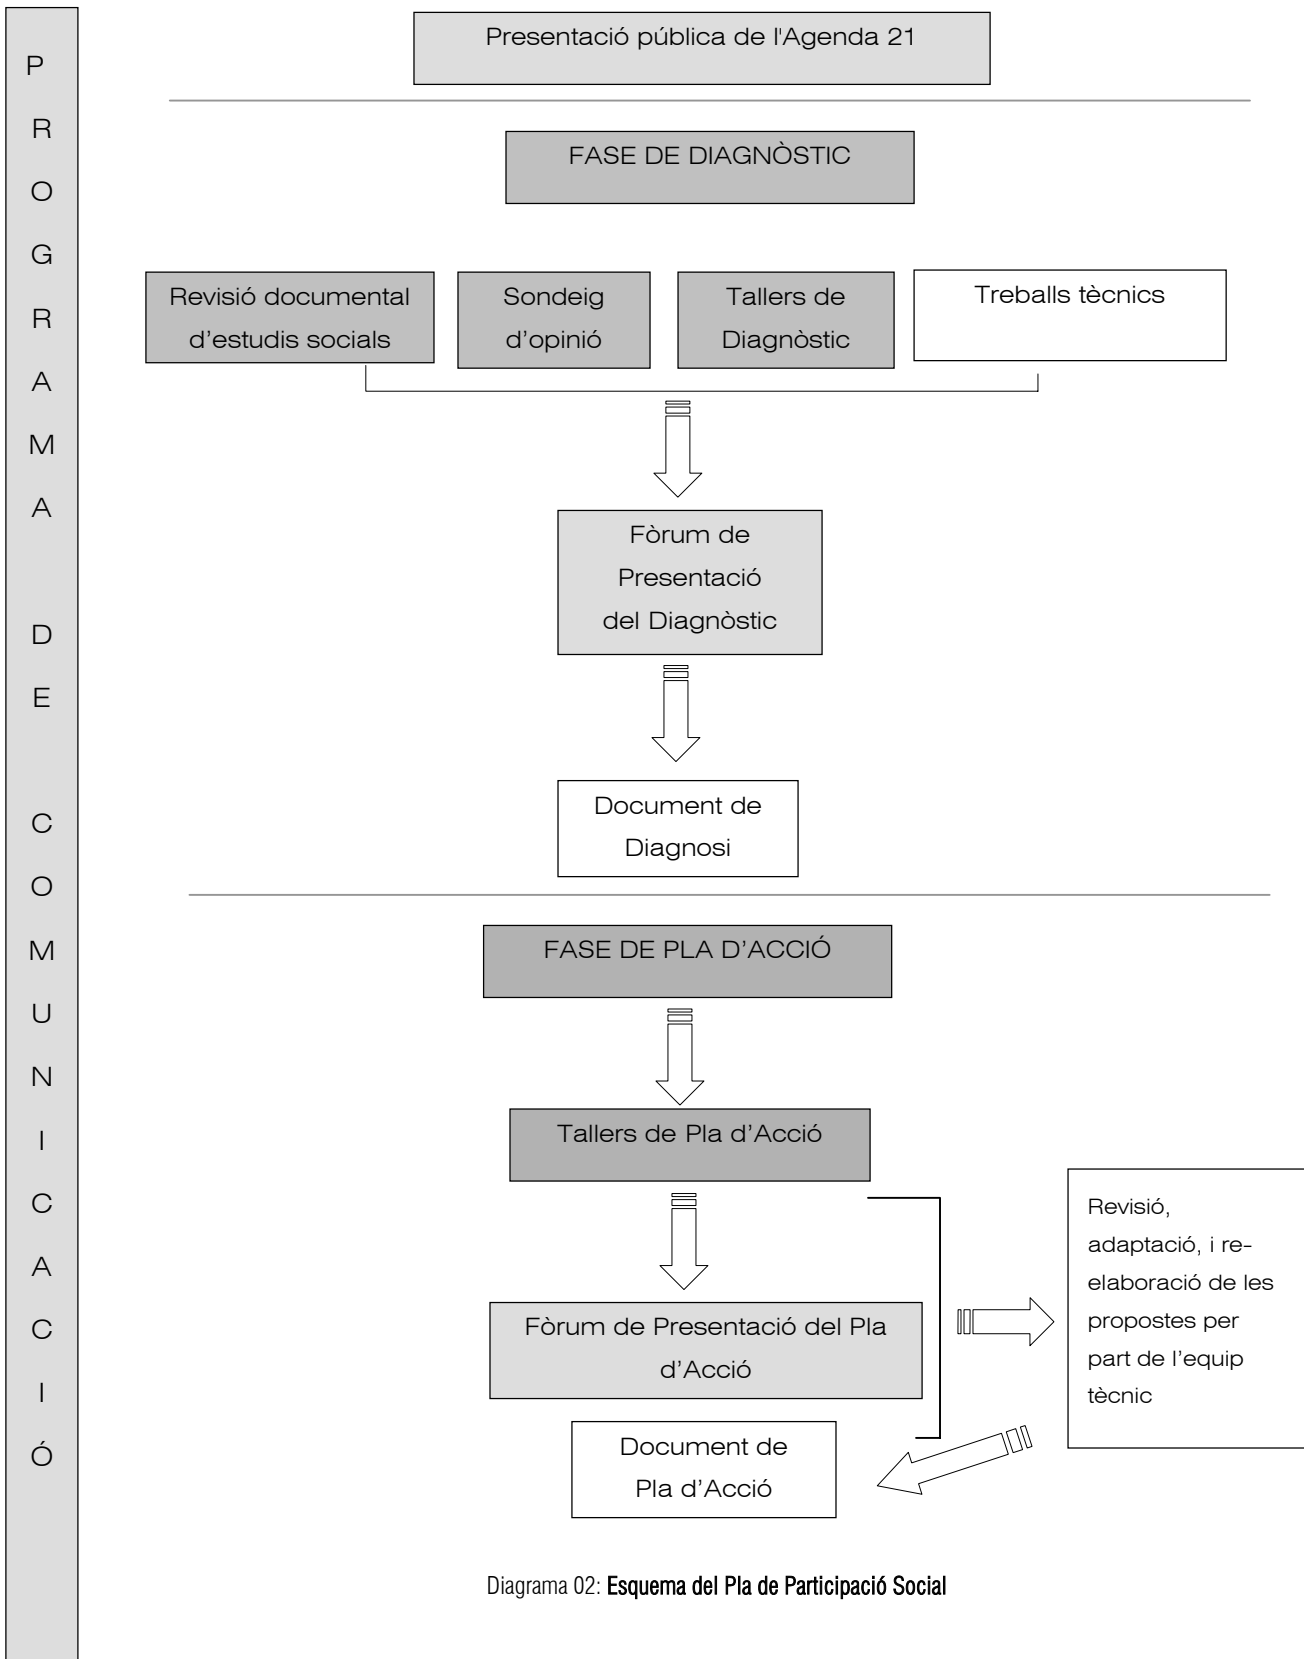 P
R
O
G
R
A
M
A
D
E
C
O
M
U
N
I
C
A
C
I
Ó
Presentació pública de l'Agenda 21
FASE DE DIAGNÒSTIC
Revisió documental
d’estudis socials
Sondeig
d’opinió
Tallers de
Diagnòstic
Treballs tècnics
Fòrum de
Presentació
del Diagnòstic
Document de
Diagnosi
FASE DE PLA D’ACCIÓ
Tallers de Pla d’Acció
Fòrum de Presentació del Pla
d’Acció
Revisió,
adaptació, i re-
elaboració de les
propostes per
part de l’equip
tècnic
Document de
Pla d’Acció
Diagrama 02: Esquema del Pla de Participació Social